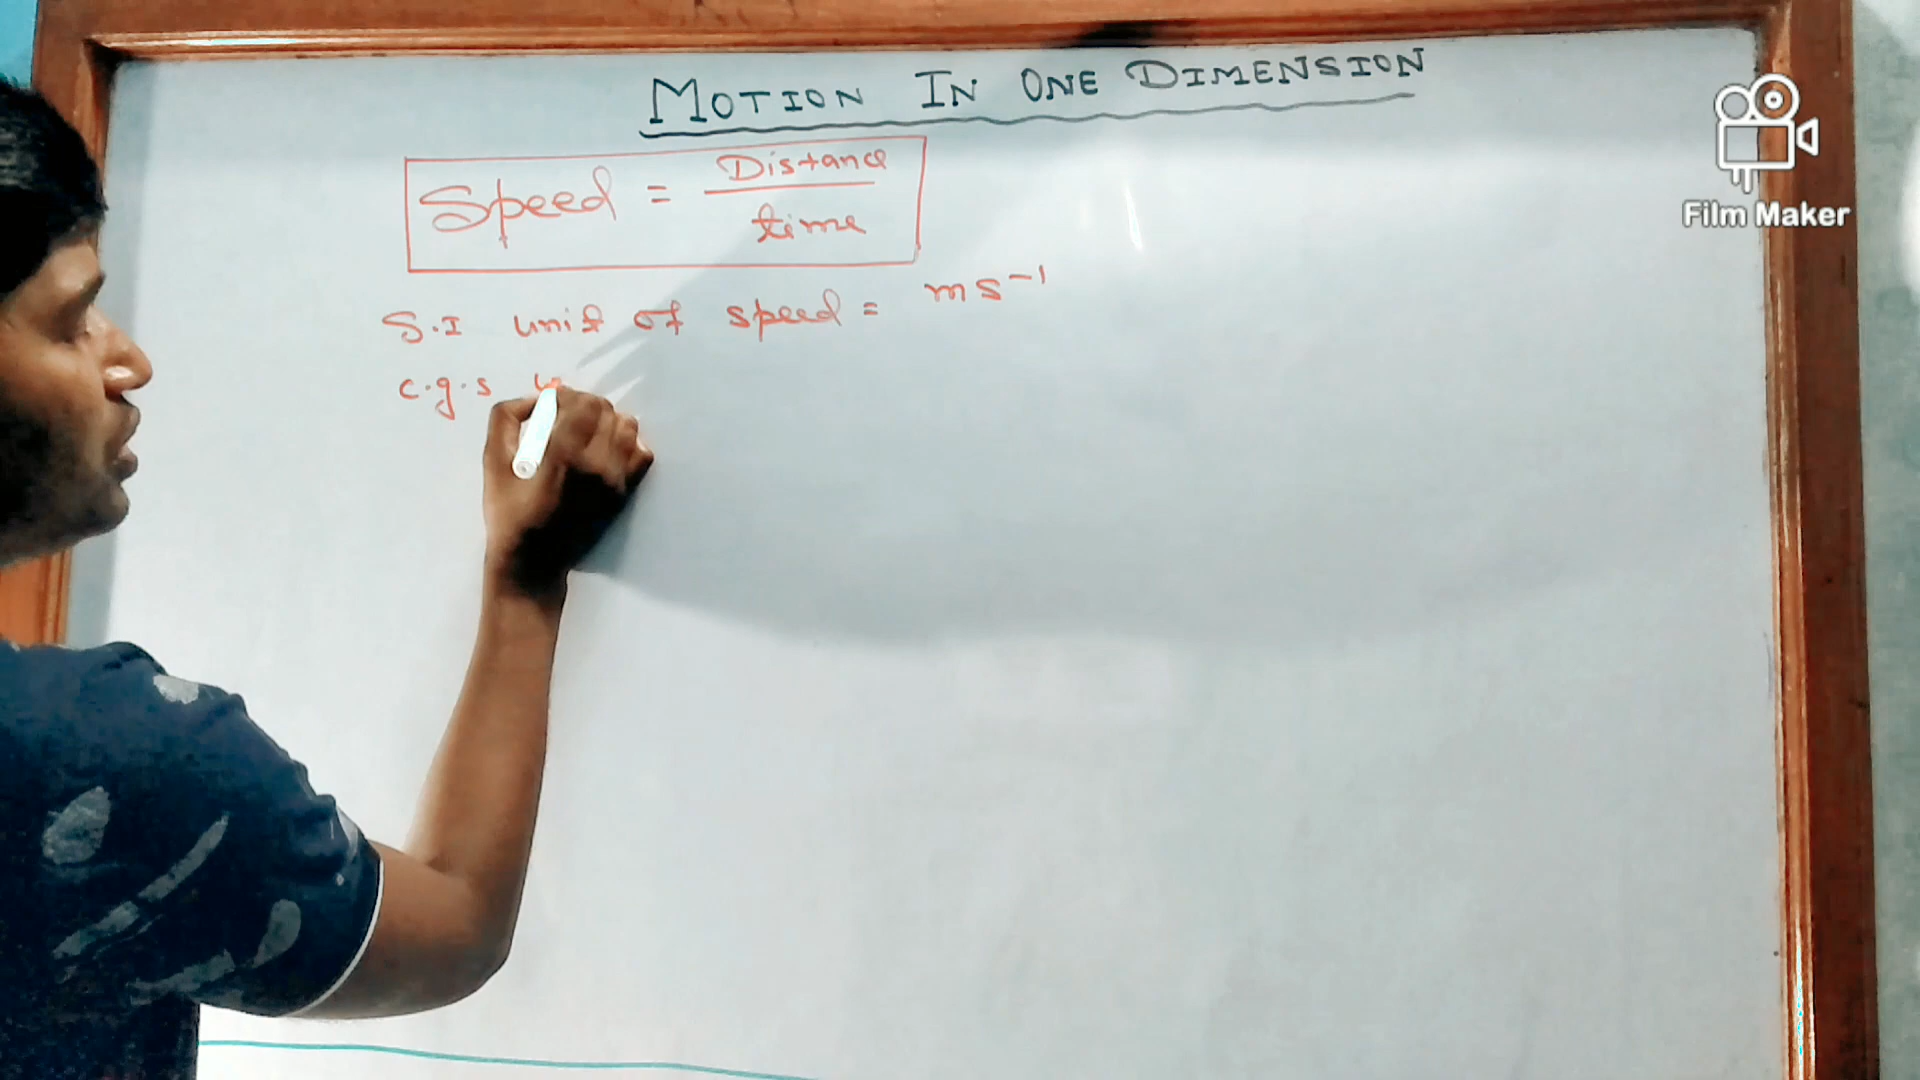 MOTION IN ONE DIMENSION
Speed = Distance / time
S.I unit of speed = ms⁻¹
c.g.s
Film Maker